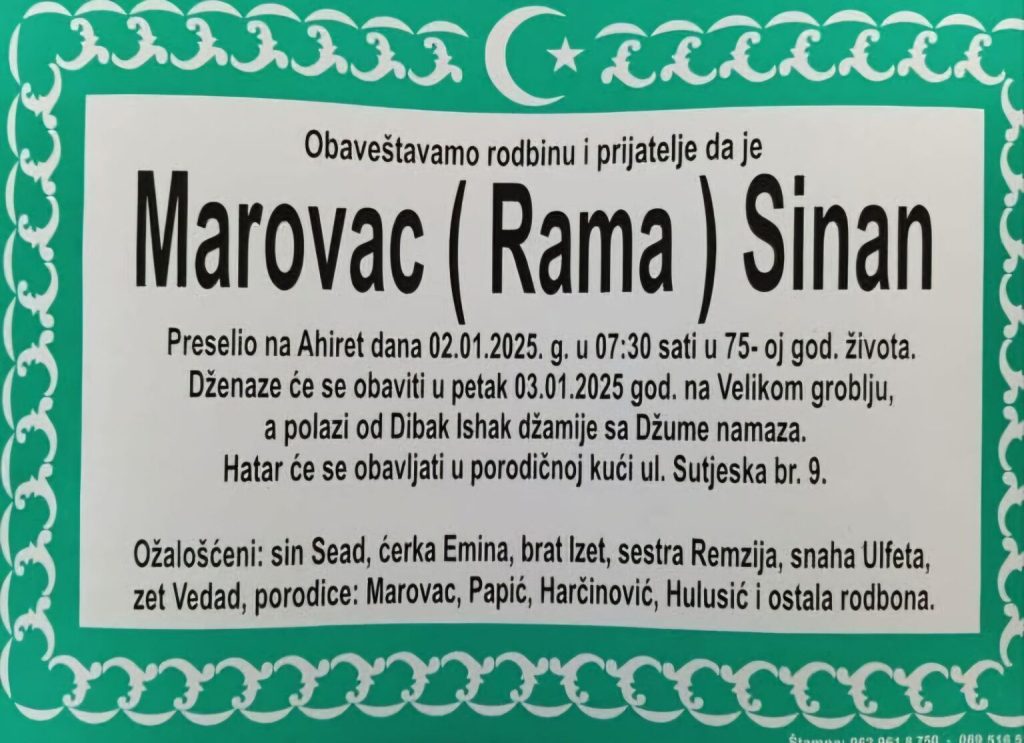 Obaveštavamo rodbinu i prijatelje da je
Marovac ( Rama ) Sinan
Preselio na Ahiret dana 02.01.2025. g. u 07:30 sati u 75- oj god. života.
Dženaze će se obaviti u petak 03.01.2025 god. na Velikom groblju,
a polazi od Dibak Ishak džamije sa Džume namaza.
Hatar će se obavljati u porodičnoj kući ul. Sutjeska br. 9.
Ožalošćeni: sin Sead, ćerka Emina, brat Izet, sestra Remzija, snaha Ulfeta,
zet Vedad, porodice: Marovac, Papić, Harčinović, Hulusić i ostala rodbona.